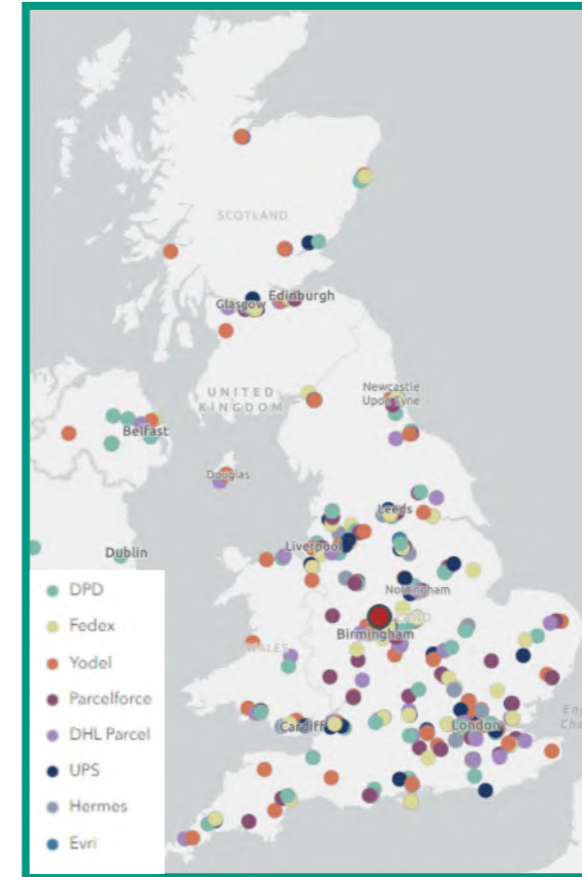 SCOTLAND
Edinburgh
Glasgow
UNITED
KINGDOM
Newcastle
Upon Tyne
Belfast
Douglas
Leeds
Liverpool
Dublin
Nottingham
Birmingham
WALES
Cardiff
London
DPD
Fedex
Yodel
Parcelforce
DHL Parcel
UPS
Hermes
Evri